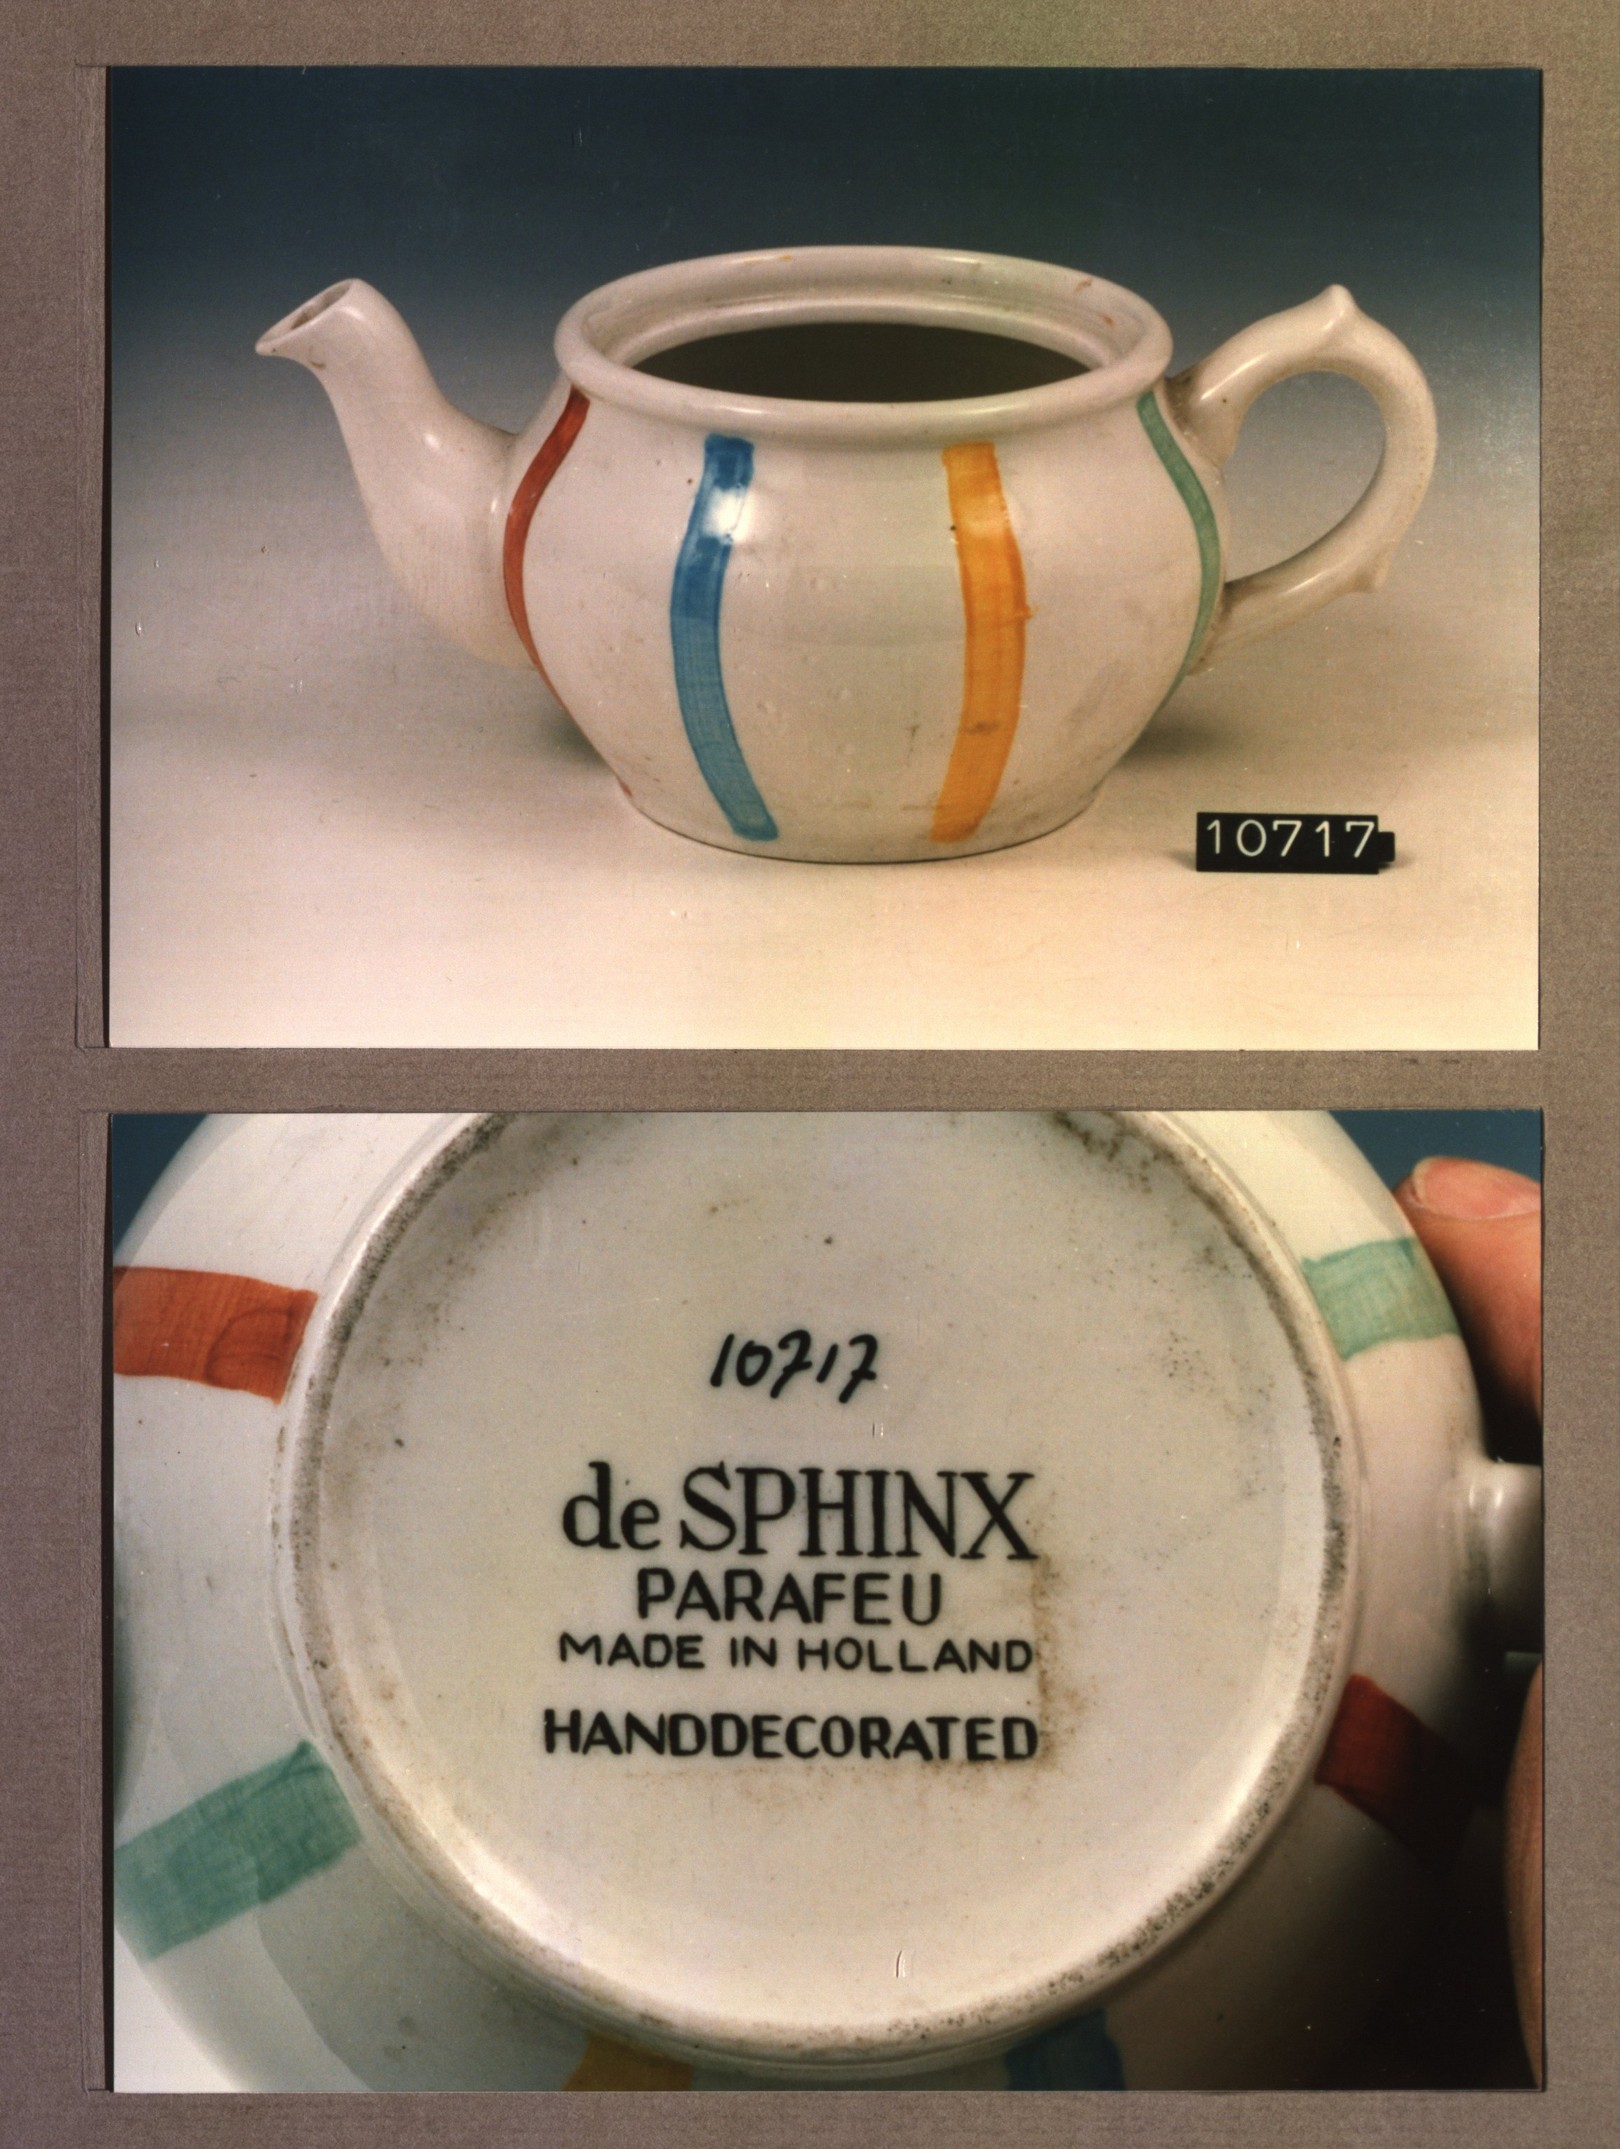 10717
10717
de SPHINX
PARAFEU
MADE IN HOLLAND
HANDDECORATED